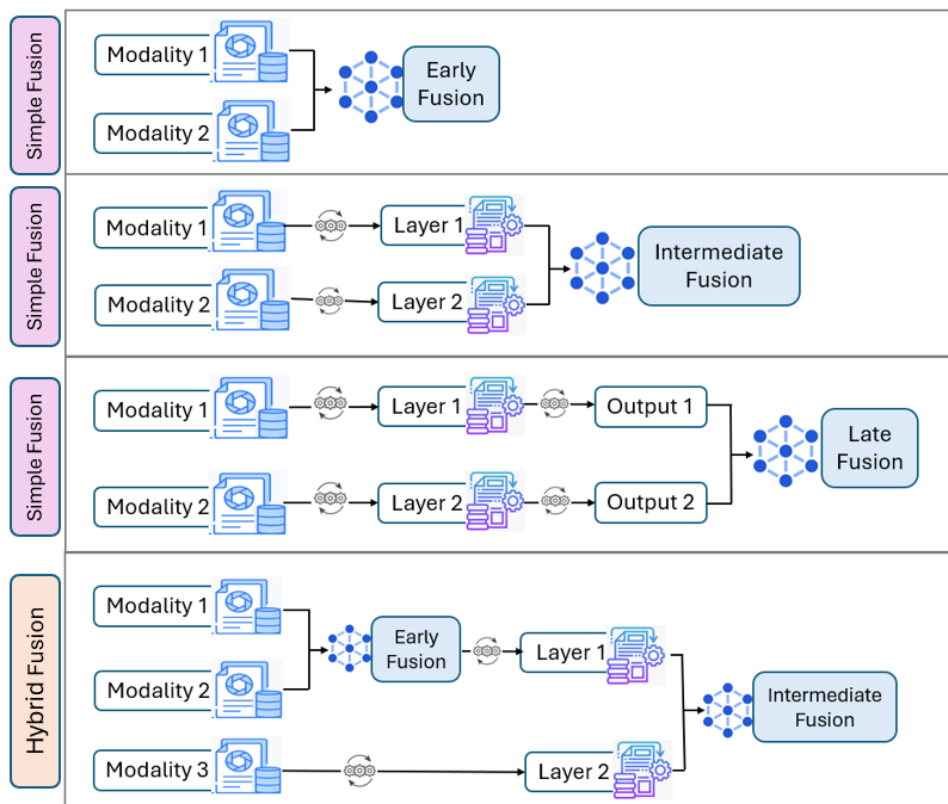 Simple Fusion
Modality 1
Modality 2
Early
Fusion
Simple Fusion
Modality 1
Layer 1
Modality 2
Layer 2
Intermediate
Fusion
Simple Fusion
Modality 1
Layer 1
Output 1
Modality 2
Layer 2
Output 2
Late
Fusion
Hybrid Fusion
Modality 1
Modality 2
Early
Fusion
Layer 1
Modality 3
Layer 2
Intermediate
Fusion